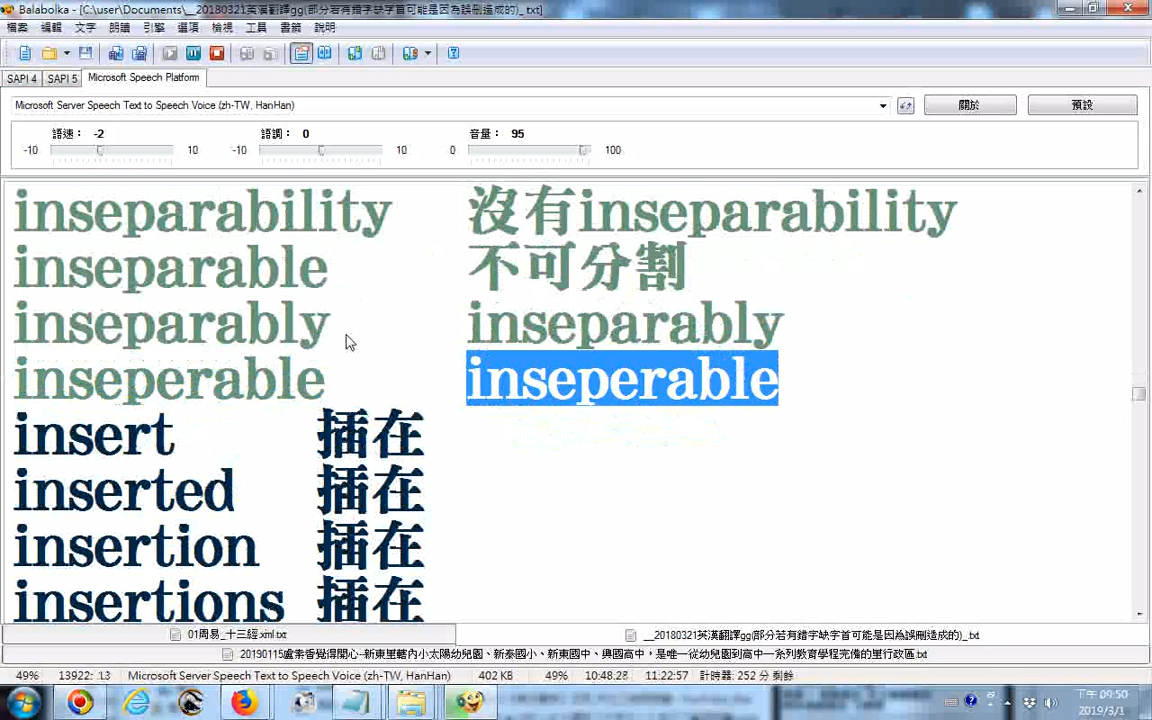 Balabolka - [C:\user\Documents\__20180321英漢翻譯gg(部分若有錯字缺字首可能是因為誤刪造成的)_.txt]
檔案 編輯 文字 朗讀 引擎 選項 檢視 工具 書籤 說明
SAPI 4 SAPI 5 Microsoft Speech Platform
Microsoft Server Speech Text to Speech Voice (zh-TW, HanHan) 關於 預設
語速： -2 語調： 0 音量： 95
-10 10 -10 10 0 100
inseparability 沒有inseparability
inseparable 不可分割
inseparably inseparably
inseperable inseperable
insert 插在
inserted 插在
insertion 插在
insertions 插在
01周易_十三經.xml.txt __20180321英漢翻譯gg(部分若有錯字缺字首可能是因為誤刪造成的)_.txt
20190115盧素香覺得開心--新東里轄內小太陽幼兒園、新泰國小、新東國中、興國高中，是唯一從幼兒園到高中一系列教育學程完備的里行政區.txt
49% 13922: 13 Microsoft Server Speech Text to Speech Voice (zh-TW, HanHan) 402 KB 49% 10:48:28 11:22:57 計時器: 252 分 剩餘
下午 09:50
2019/3/1